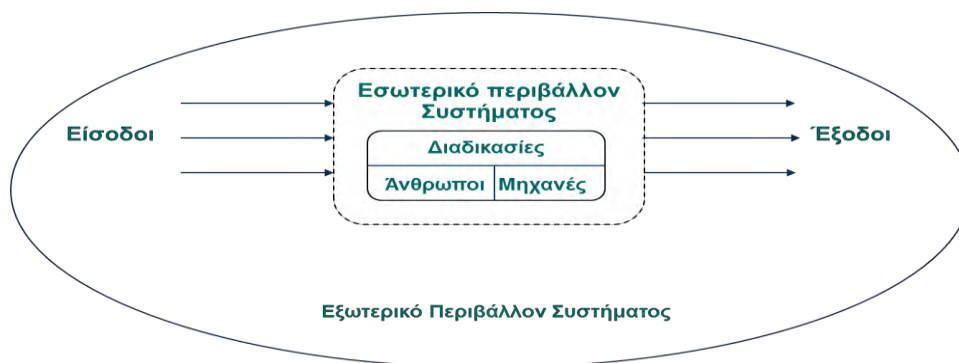 Εσωτερικό περιβάλλον
Συστήματος
Είσοδοι
Έξοδοι
Διαδικασίες
Άνθρωποι
Μηχανές
Εξωτερικό Περιβάλλον Συστήματος